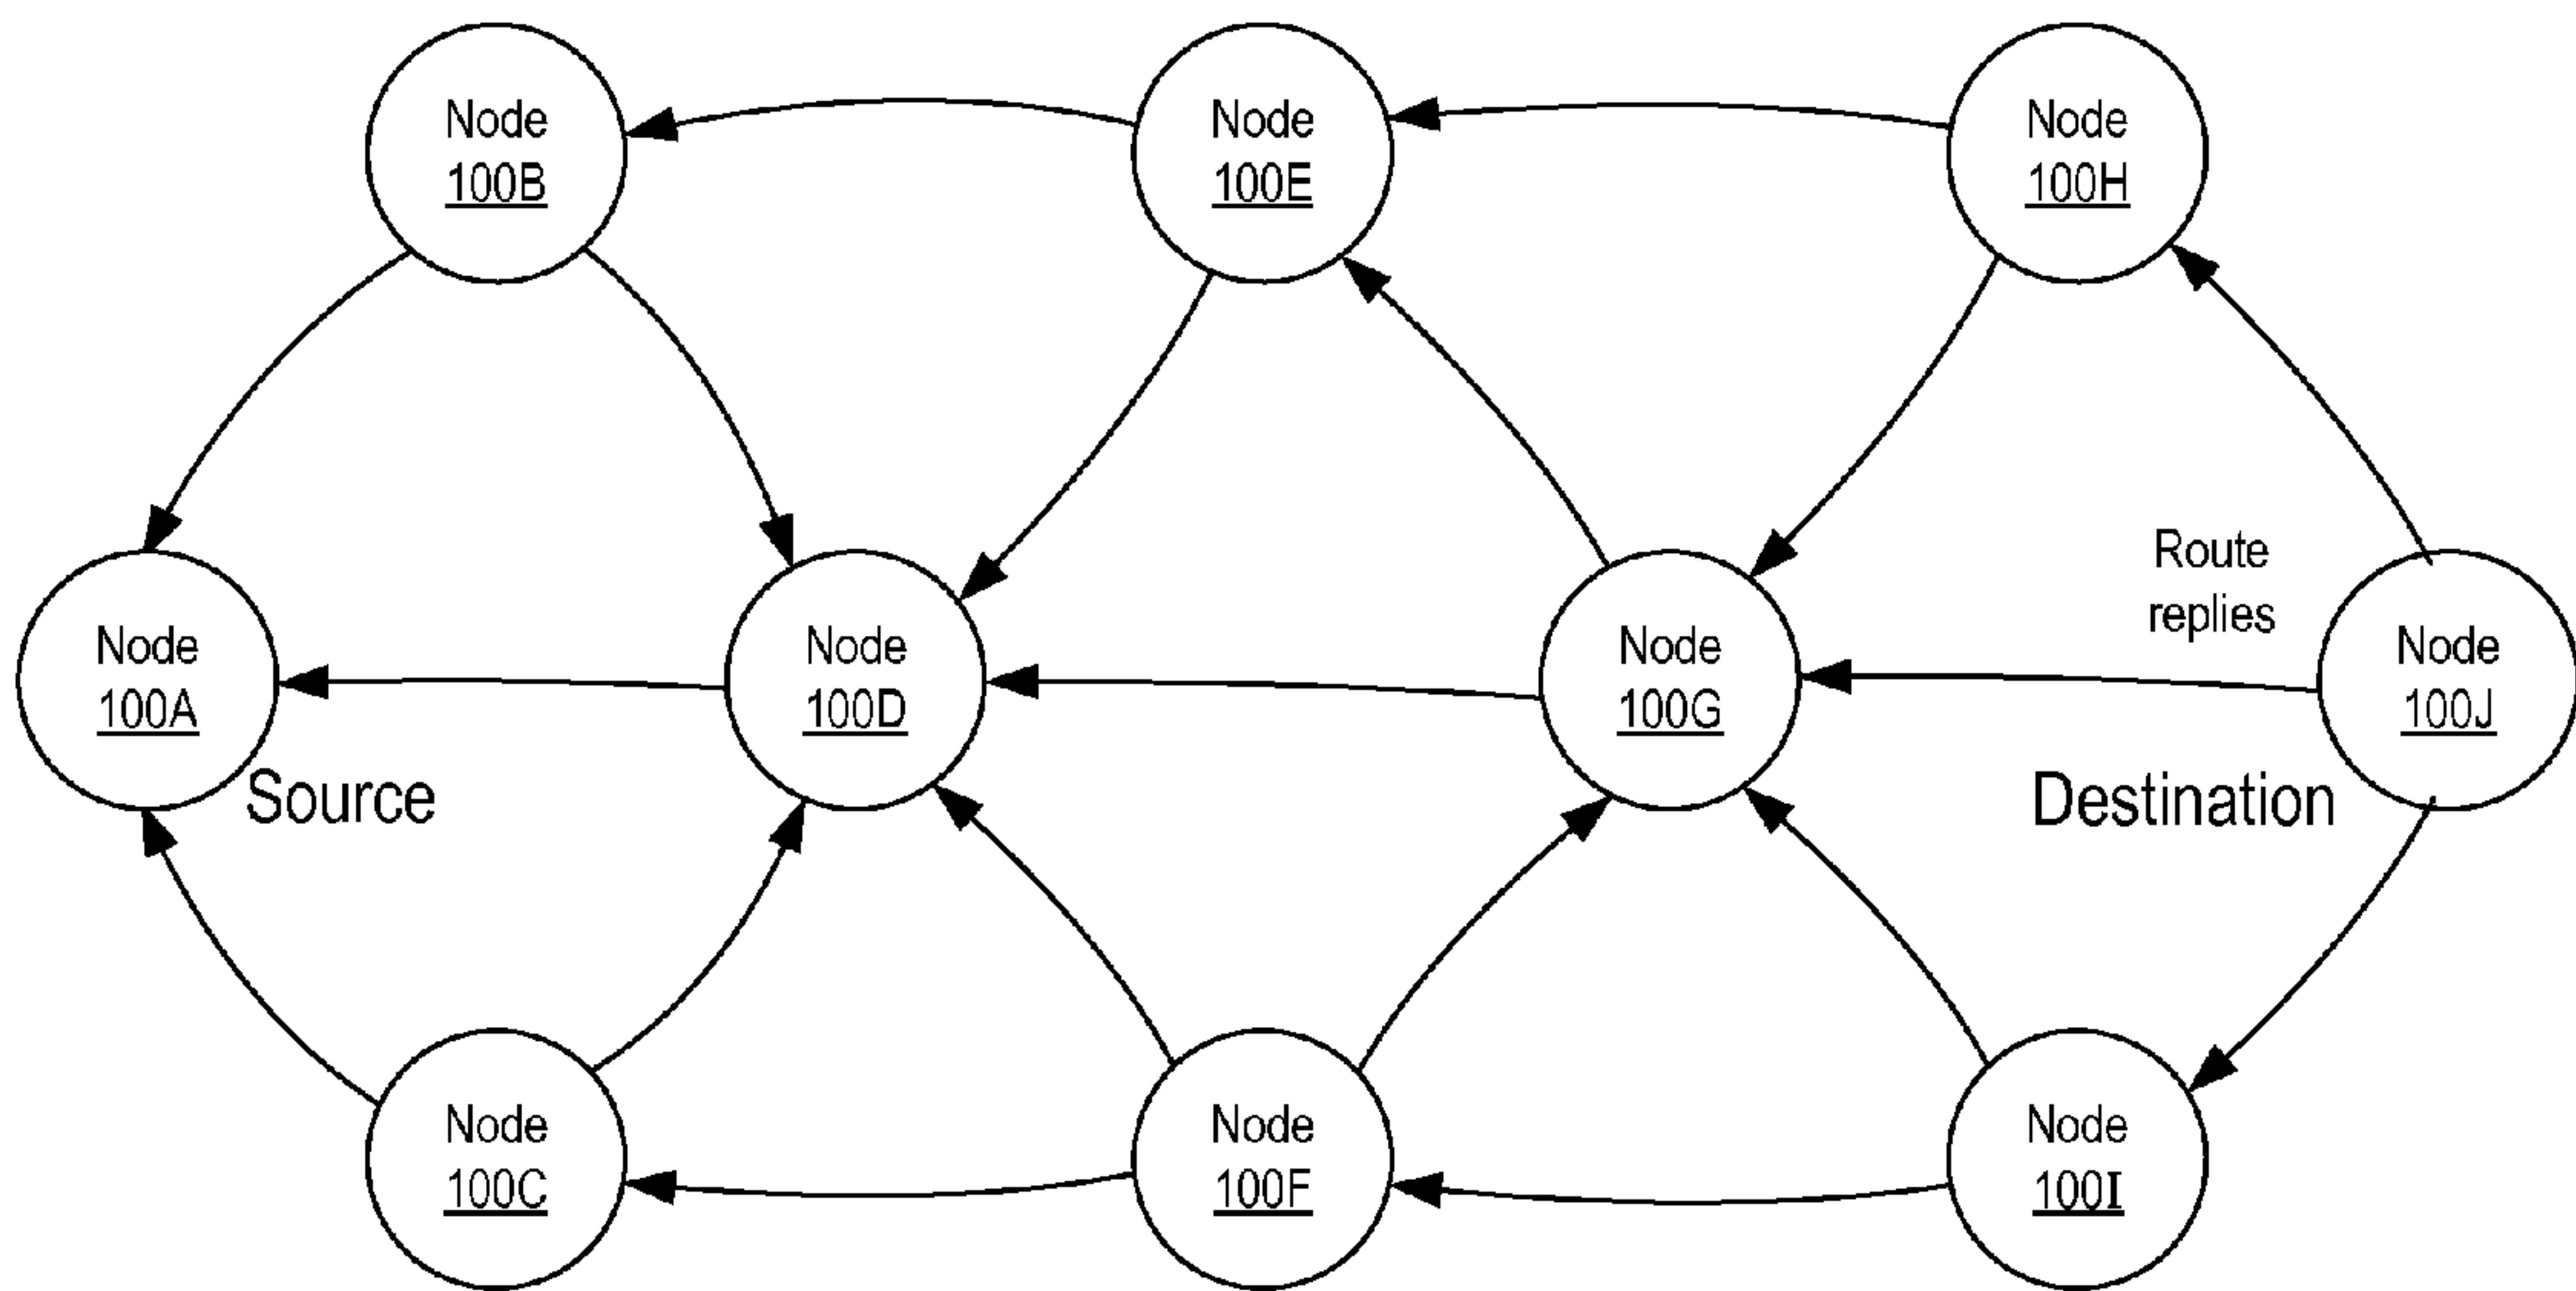 Node
100B
Node
100E
Node
100H
Route
replies
Node
100A
Node
100D
Node
100G
Node
100J
Source
Destination
Node
100C
Node
100F
Node
100I